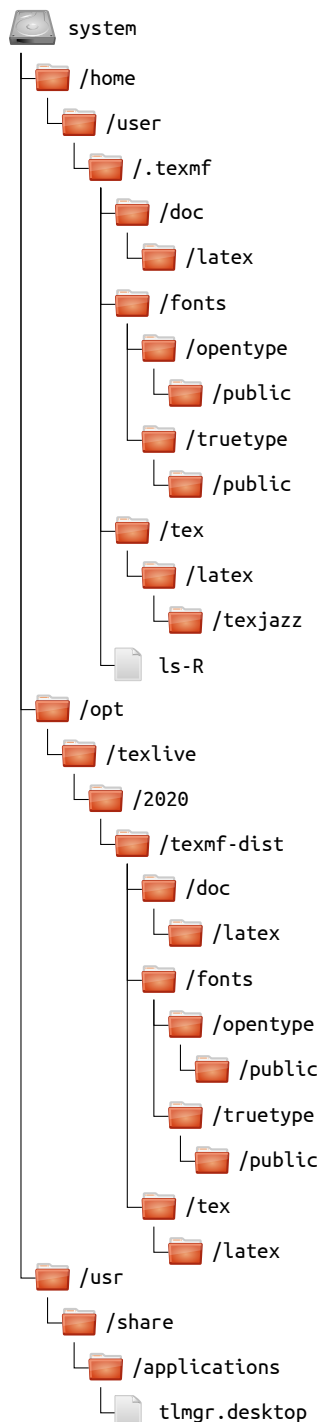 system
/home
/user
/.texmf
/doc
/latex
/fonts
/opentype
/public
/truetype
/public
/tex
/latex
/texjazz
ls-R
/opt
/texlive
/2020
/texmf-dist
/doc
/latex
/fonts
/opentype
/public
/truetype
/public
/tex
/latex
/usr
/share
/applications
tlmgr.desktop